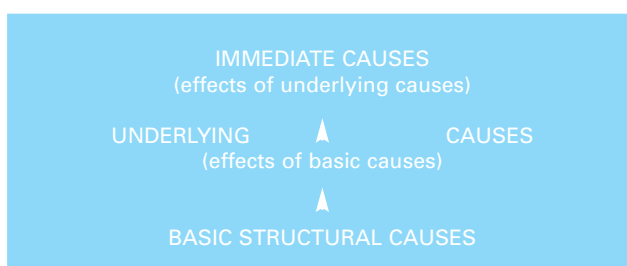 IMMEDIATE CAUSES
(effects of underlying causes)
UNDERLYING CAUSES
(effects of basic causes)
BASIC STRUCTURAL CAUSES